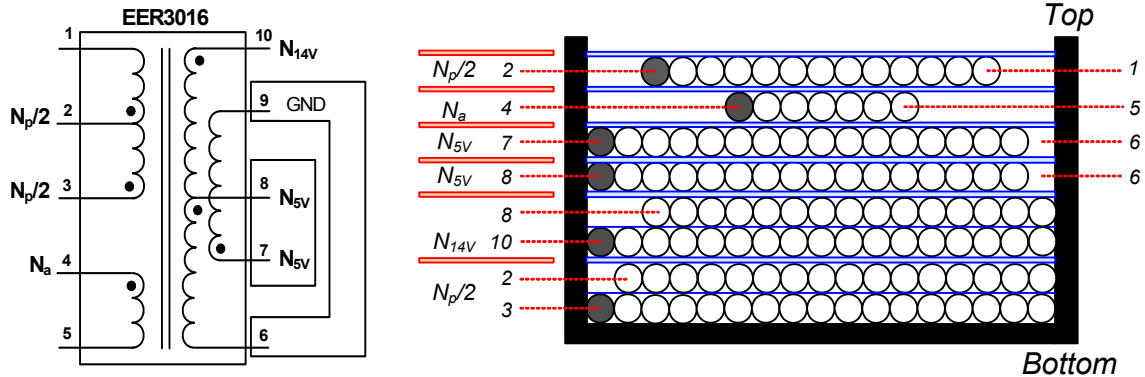 EER3016
1
10
N14V
Np/2
2
9 GND
Np/2
3
8
N5V
Na
4
7
N5V
5
6
Top
Np/2 2
1
Na 4
5
N5V 7
6
N5V 8
6
8
N14V 10
2
Np/2
3
Bottom